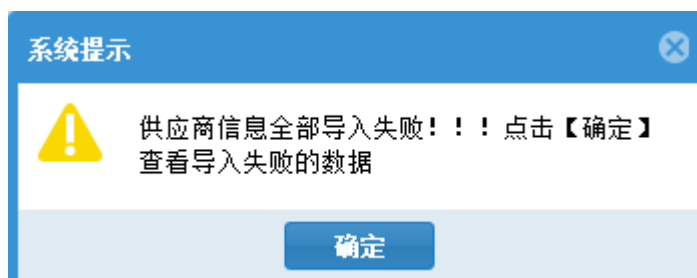 系统提示
供应商信息全部导入失败！！！点击【确定】
查看导入失败的数据
确定